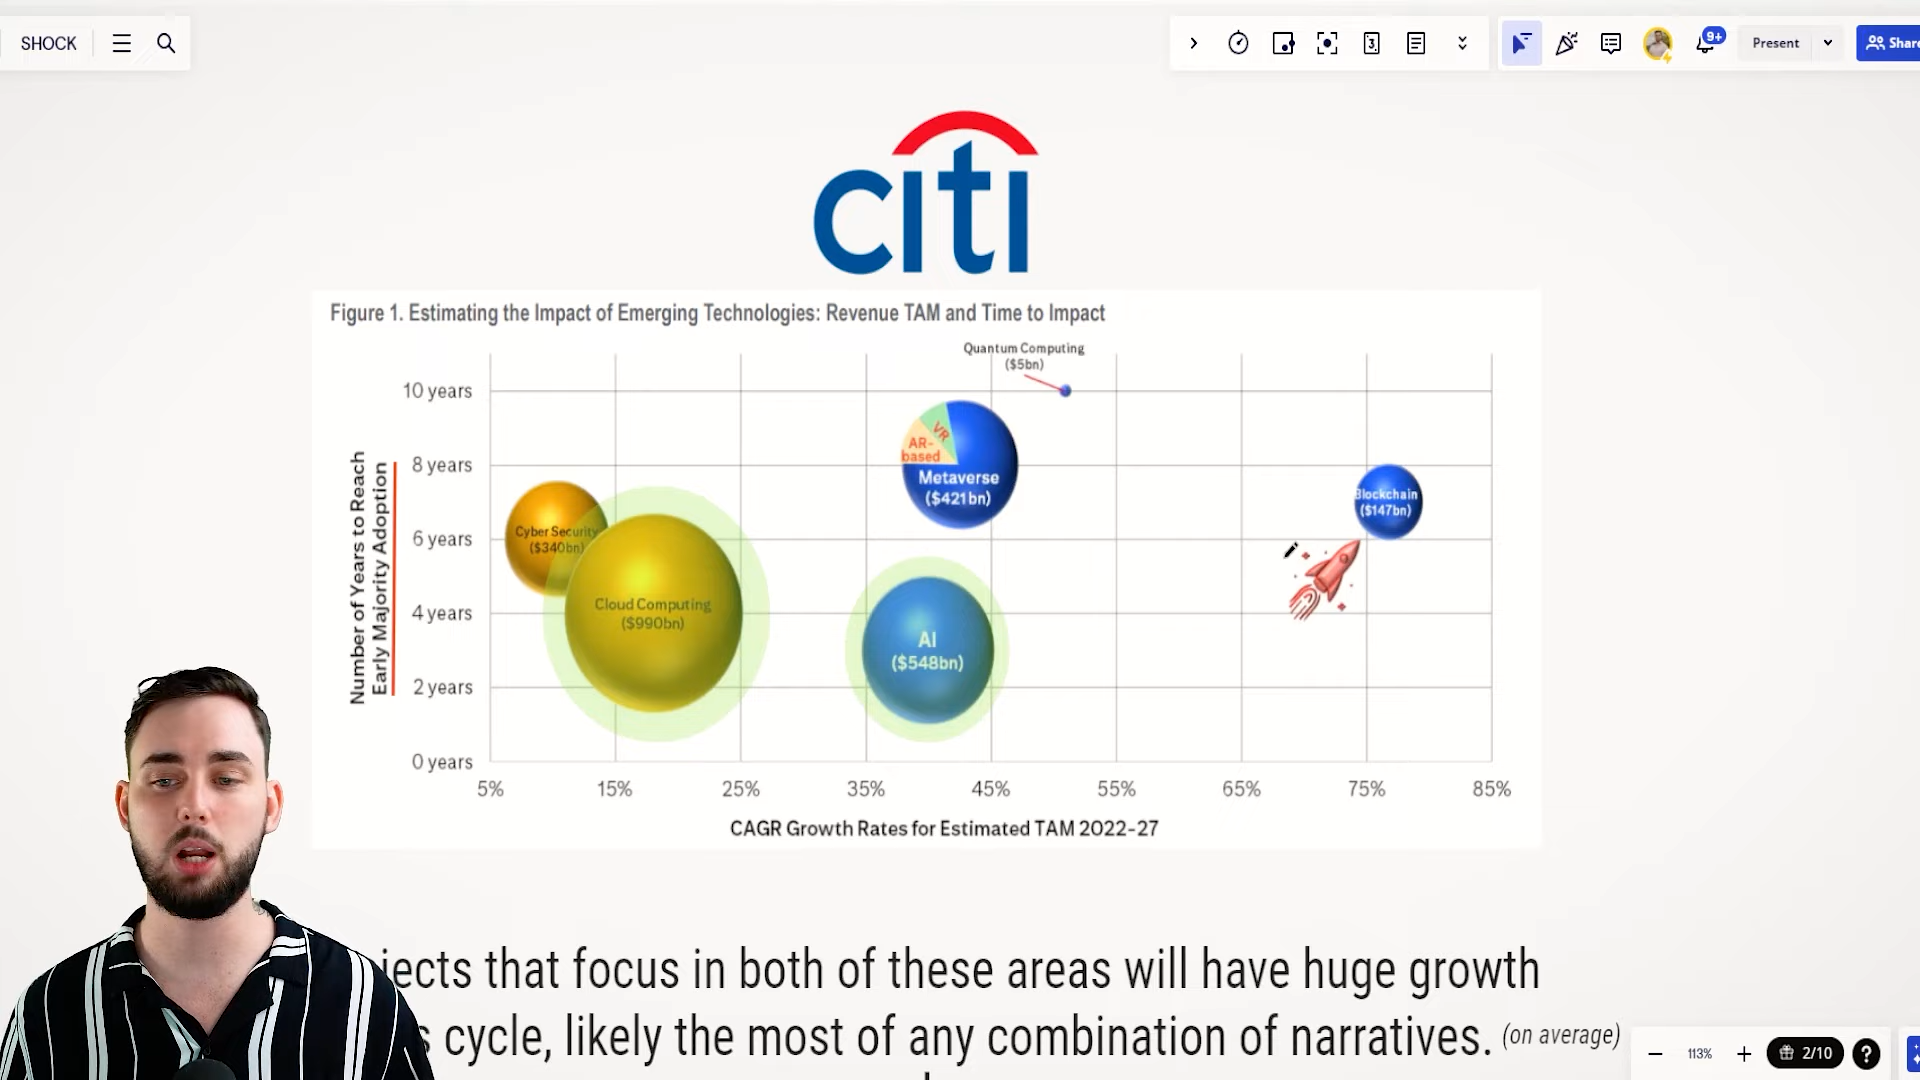 SHOCK
3
9+
Present
Share
citi
Figure 1. Estimating the Impact of Emerging Technologies: Revenue TAM and Time to Impact
Quantum Computing
($5bn)
10 years
VR
AR-
based
8 years
Metaverse
($421bn)
Blockchain
($147bn)
Number of Years to Reach
Early Majority Adoption
Cyber Security
($340bn)
6 years
Cloud Computing
($990bn)
4 years
AI
($548bn)
2 years
0 years
5% 15% 25% 35% 45% 55% 65% 75% 85%
CAGR Growth Rates for Estimated TAM 2022-27
jects that focus in both of these areas will have huge growth
s cycle, likely the most of any combination of narratives. (on average)
113%
2/10
?